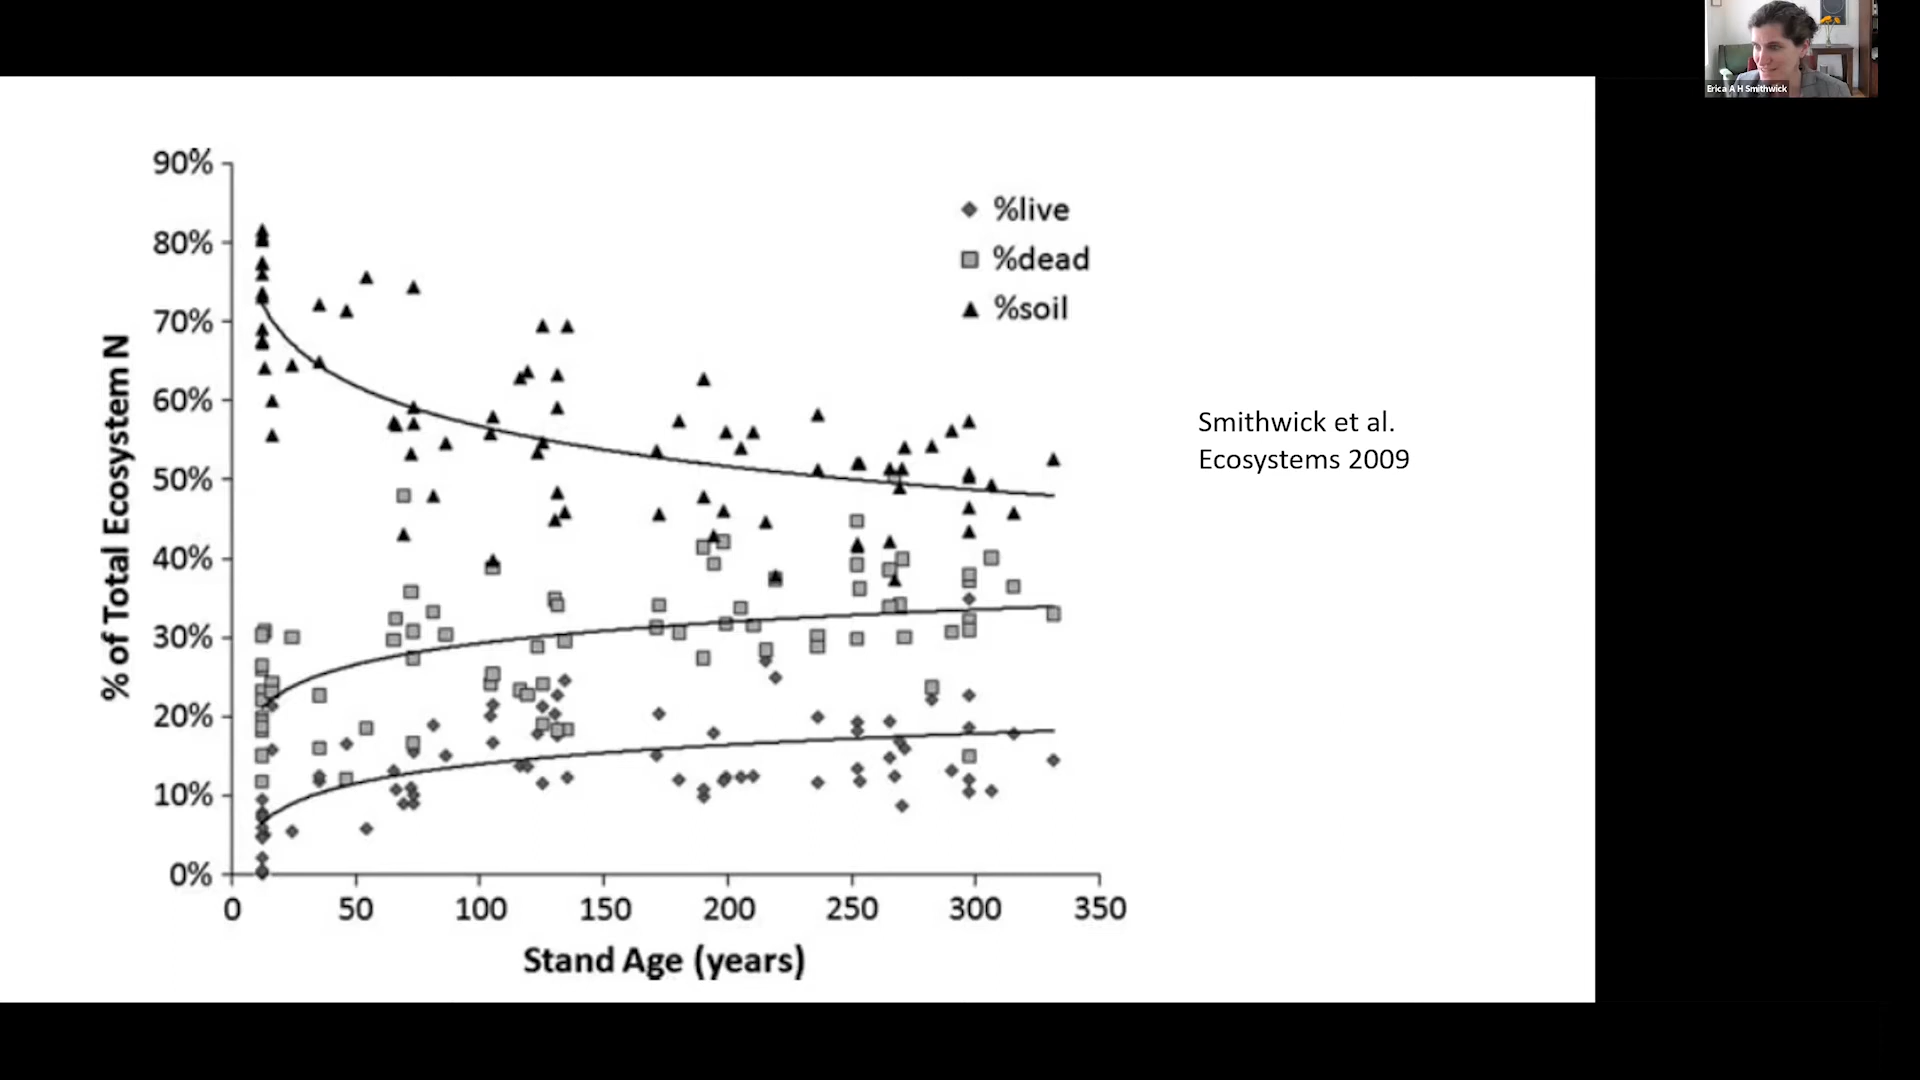 Erica A H Smithwick
90%
80%
70%
60%
50%
40%
30%
20%
10%
0%
% of Total Ecosystem N
%live
%dead
%soil
0 50 100 150 200 250 300 350
Stand Age (years)
Smithwick et al.
Ecosystems 2009